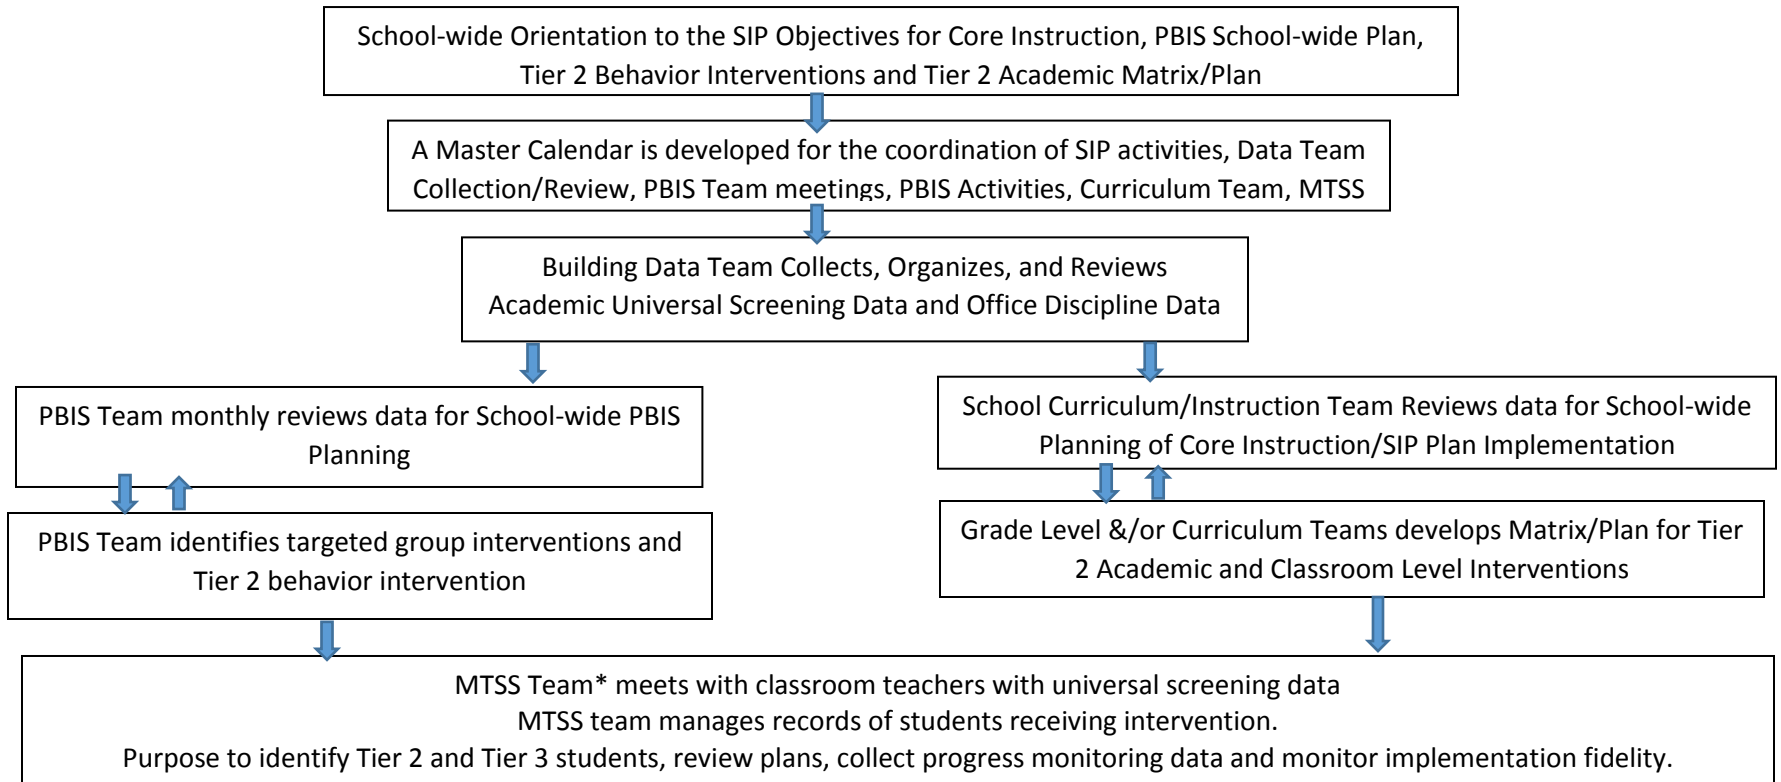 School-wide Orientation to the SIP Objectives for Core Instruction, PBIS School-wide Plan,
Tier 2 Behavior Interventions and Tier 2 Academic Matrix/Plan
A Master Calendar is developed for the coordination of SIP activities, Data Team
Collection/Review, PBIS Team meetings, PBIS Activities, Curriculum Team, MTSS
Building Data Team Collects, Organizes, and Reviews
Academic Universal Screening Data and Office Discipline Data
PBIS Team monthly reviews data for School-wide PBIS
Planning
School Curriculum/Instruction Team Reviews data for School-wide
Planning of Core Instruction/SIP Plan Implementation
PBIS Team identifies targeted group interventions and
Tier 2 behavior intervention
Grade Level &/or Curriculum Teams develops Matrix/Plan for Tier
2 Academic and Classroom Level Interventions
MTSS Team* meets with classroom teachers with universal screening data
MTSS team manages records of students receiving intervention.
Purpose to identify Tier 2 and Tier 3 students, review plans, collect progress monitoring data and monitor implementation fidelity.